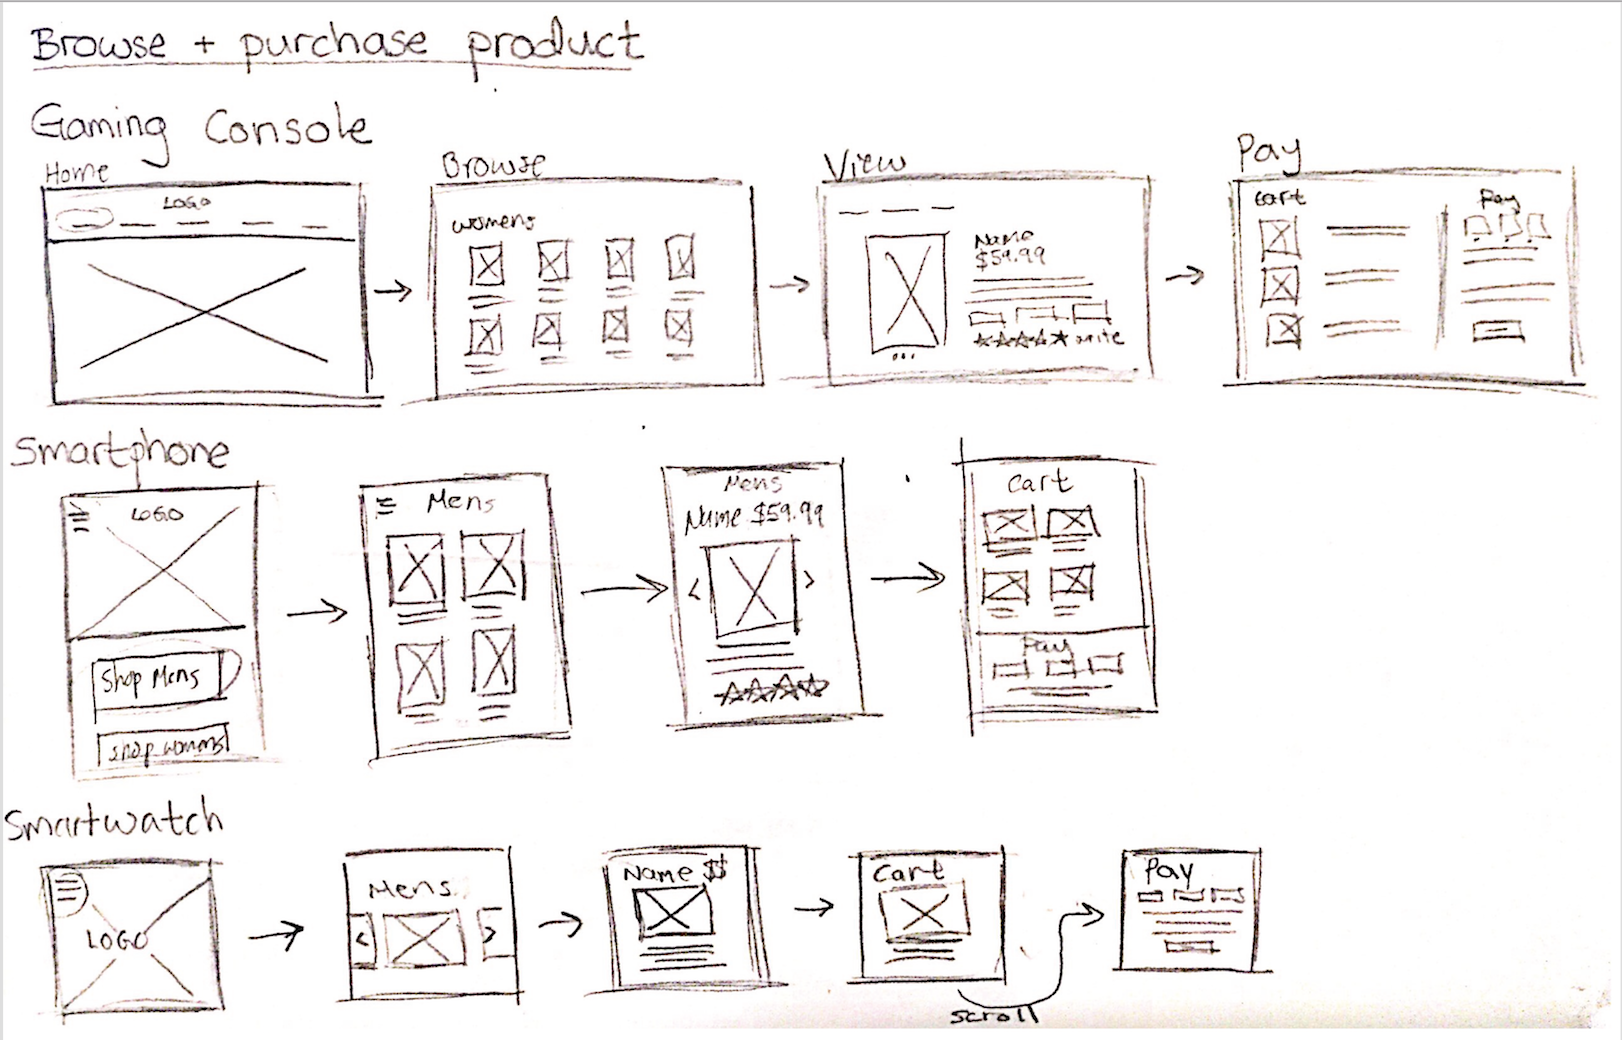 Browse + purchase product
Gaming Console
Home
Browse
View
Pay
LOGO
womens
Name
$59.99
write
Cart
Pay
Smartphone
LOGO
Shop Mens
Shop womens
Mens
Mens
Name $59.99
Cart
Pay
Smartwatch
LOGO
Mens
<
>
Name $$
Cart
scroll
Pay